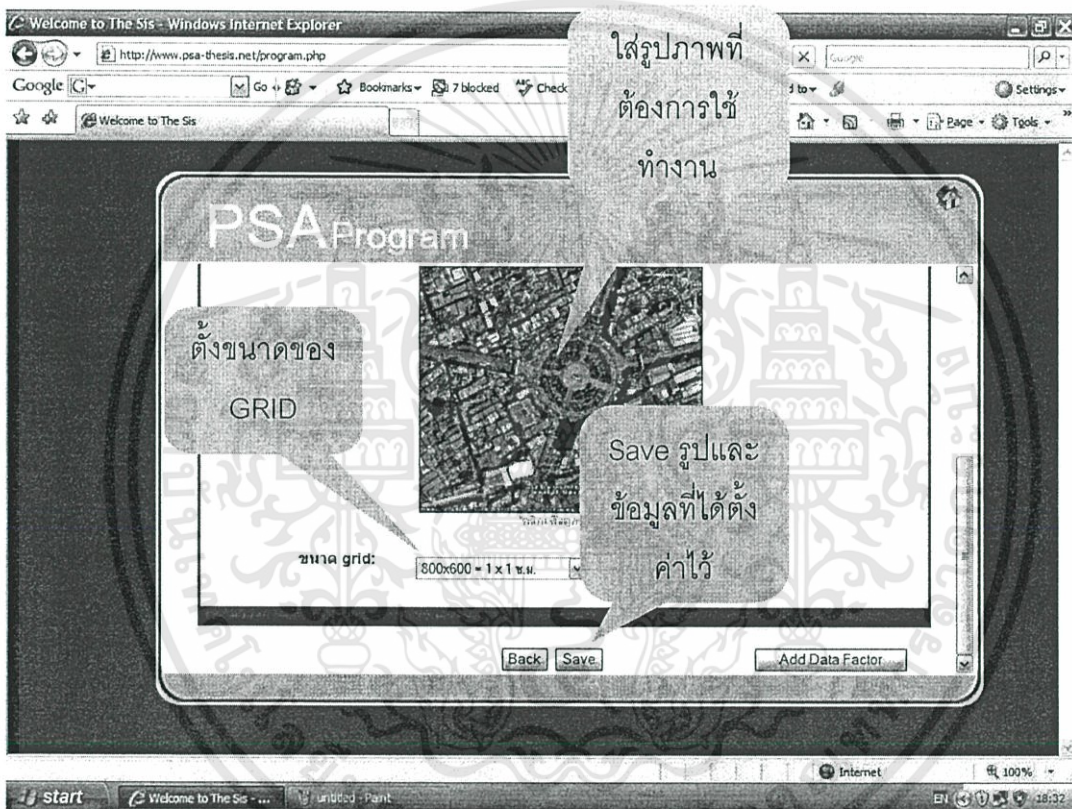 Welcome to The Sis - Windows Internet Explorer
http://www.psa-thesis.net/program.php
Google
Google
Go
Bookmarks
7 blocked
Check
Settings
Welcome to The Sis
Page
Tools
ใส่รูปภาพที่
ต้องการใช้
ทำงาน
PSA Program
ตั้งขนาดของ
GRID
Save รูปและ
ข้อมูลที่ได้ตั้ง
ค่าไว้
ขนาด grid:
800x600 = 1 x 1 ซ.ม.
Back
Save
Add Data Factor
Internet
100%
start
Welcome to The Sis - ...
untitled - Paint
EN
18:32